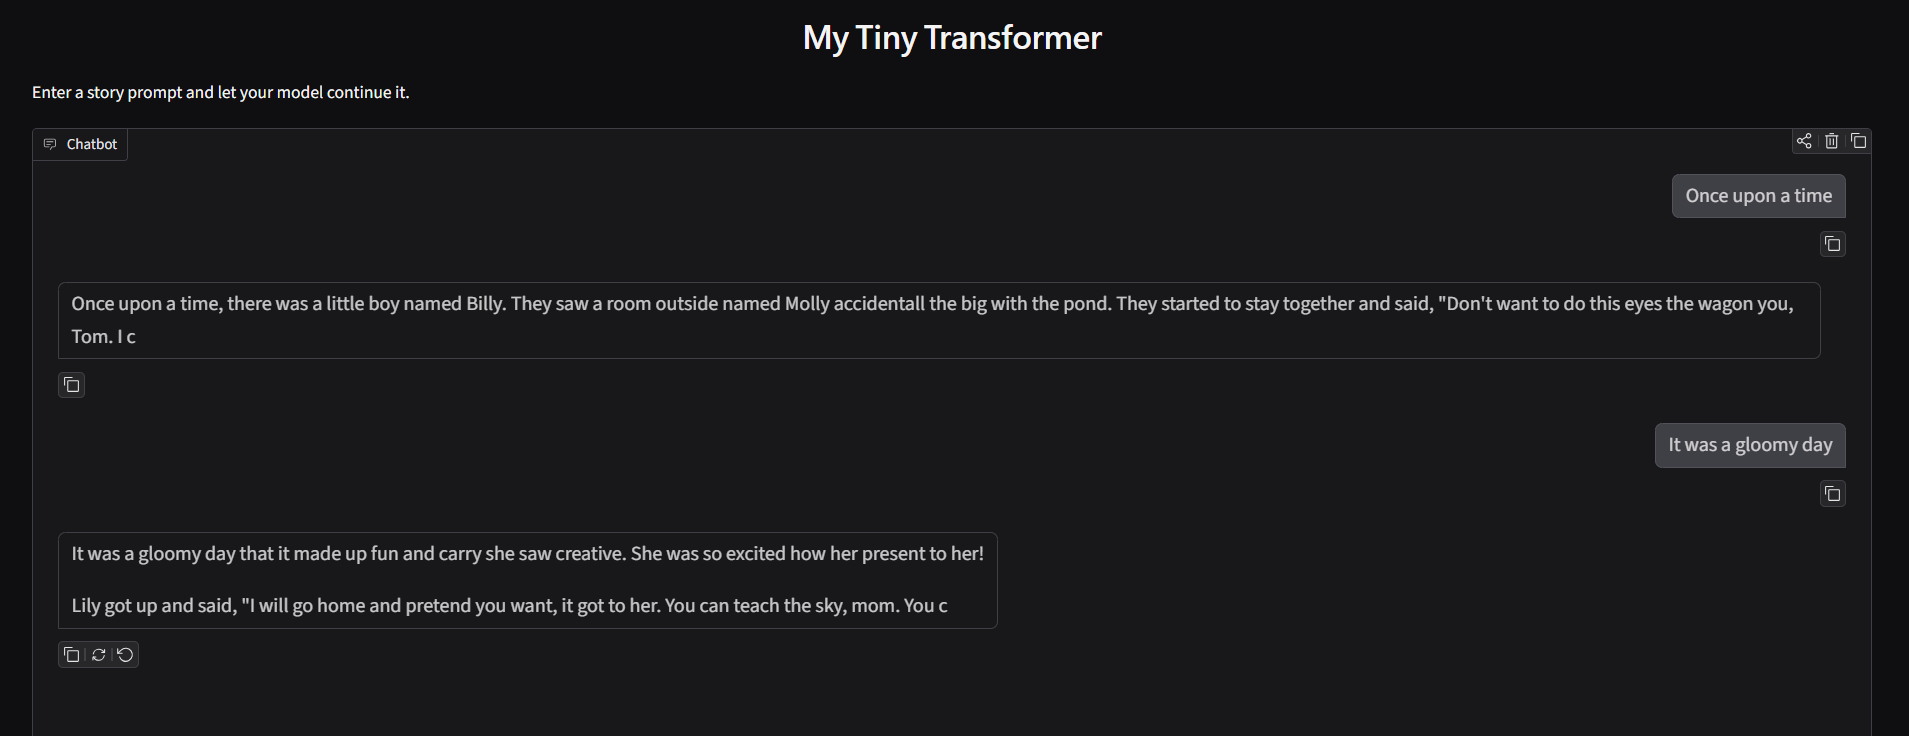 My Tiny Transformer
Enter a story prompt and let your model continue it.
Chatbot
Once upon a time
Once upon a time, there was a little boy named Billy. They saw a room outside named Molly accidentall the big with the pond. They started to stay together and said, "Don't want to do this eyes the wagon you,
Tom. I c
It was a gloomy day
It was a gloomy day that it made up fun and carry she saw creative. She was so excited how her present to her!
Lily got up and said, "I will go home and pretend you want, it got to her. You can teach the sky, mom. You c